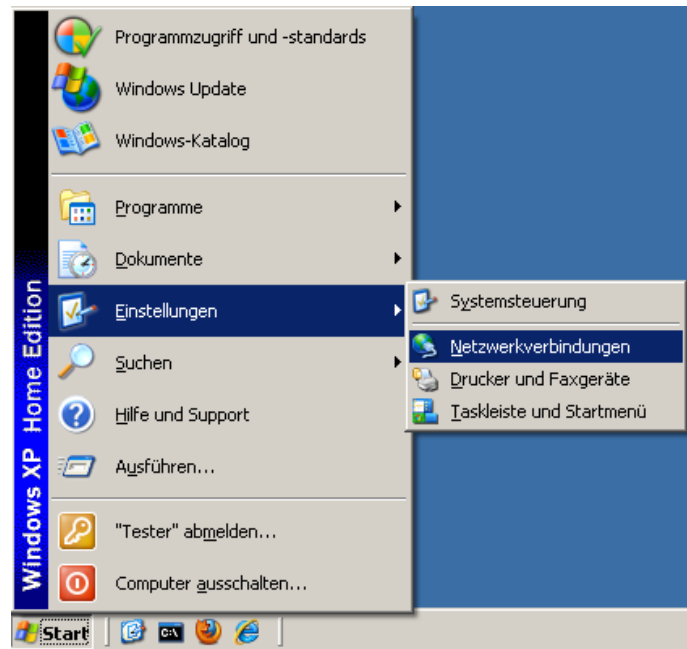 Programmzugriff und -standards
Windows Update
Windows-Katalog
Programme
Dokumente
Einstellungen
Suchen
Hilfe und Support
Ausführen...
"Tester" abmelden...
Computer ausschalten...
Windows XP Home Edition
Systemsteuerung
Netzwerkverbindungen
Drucker und Faxgeräte
Taskleiste und Startmenü
Start
C:\